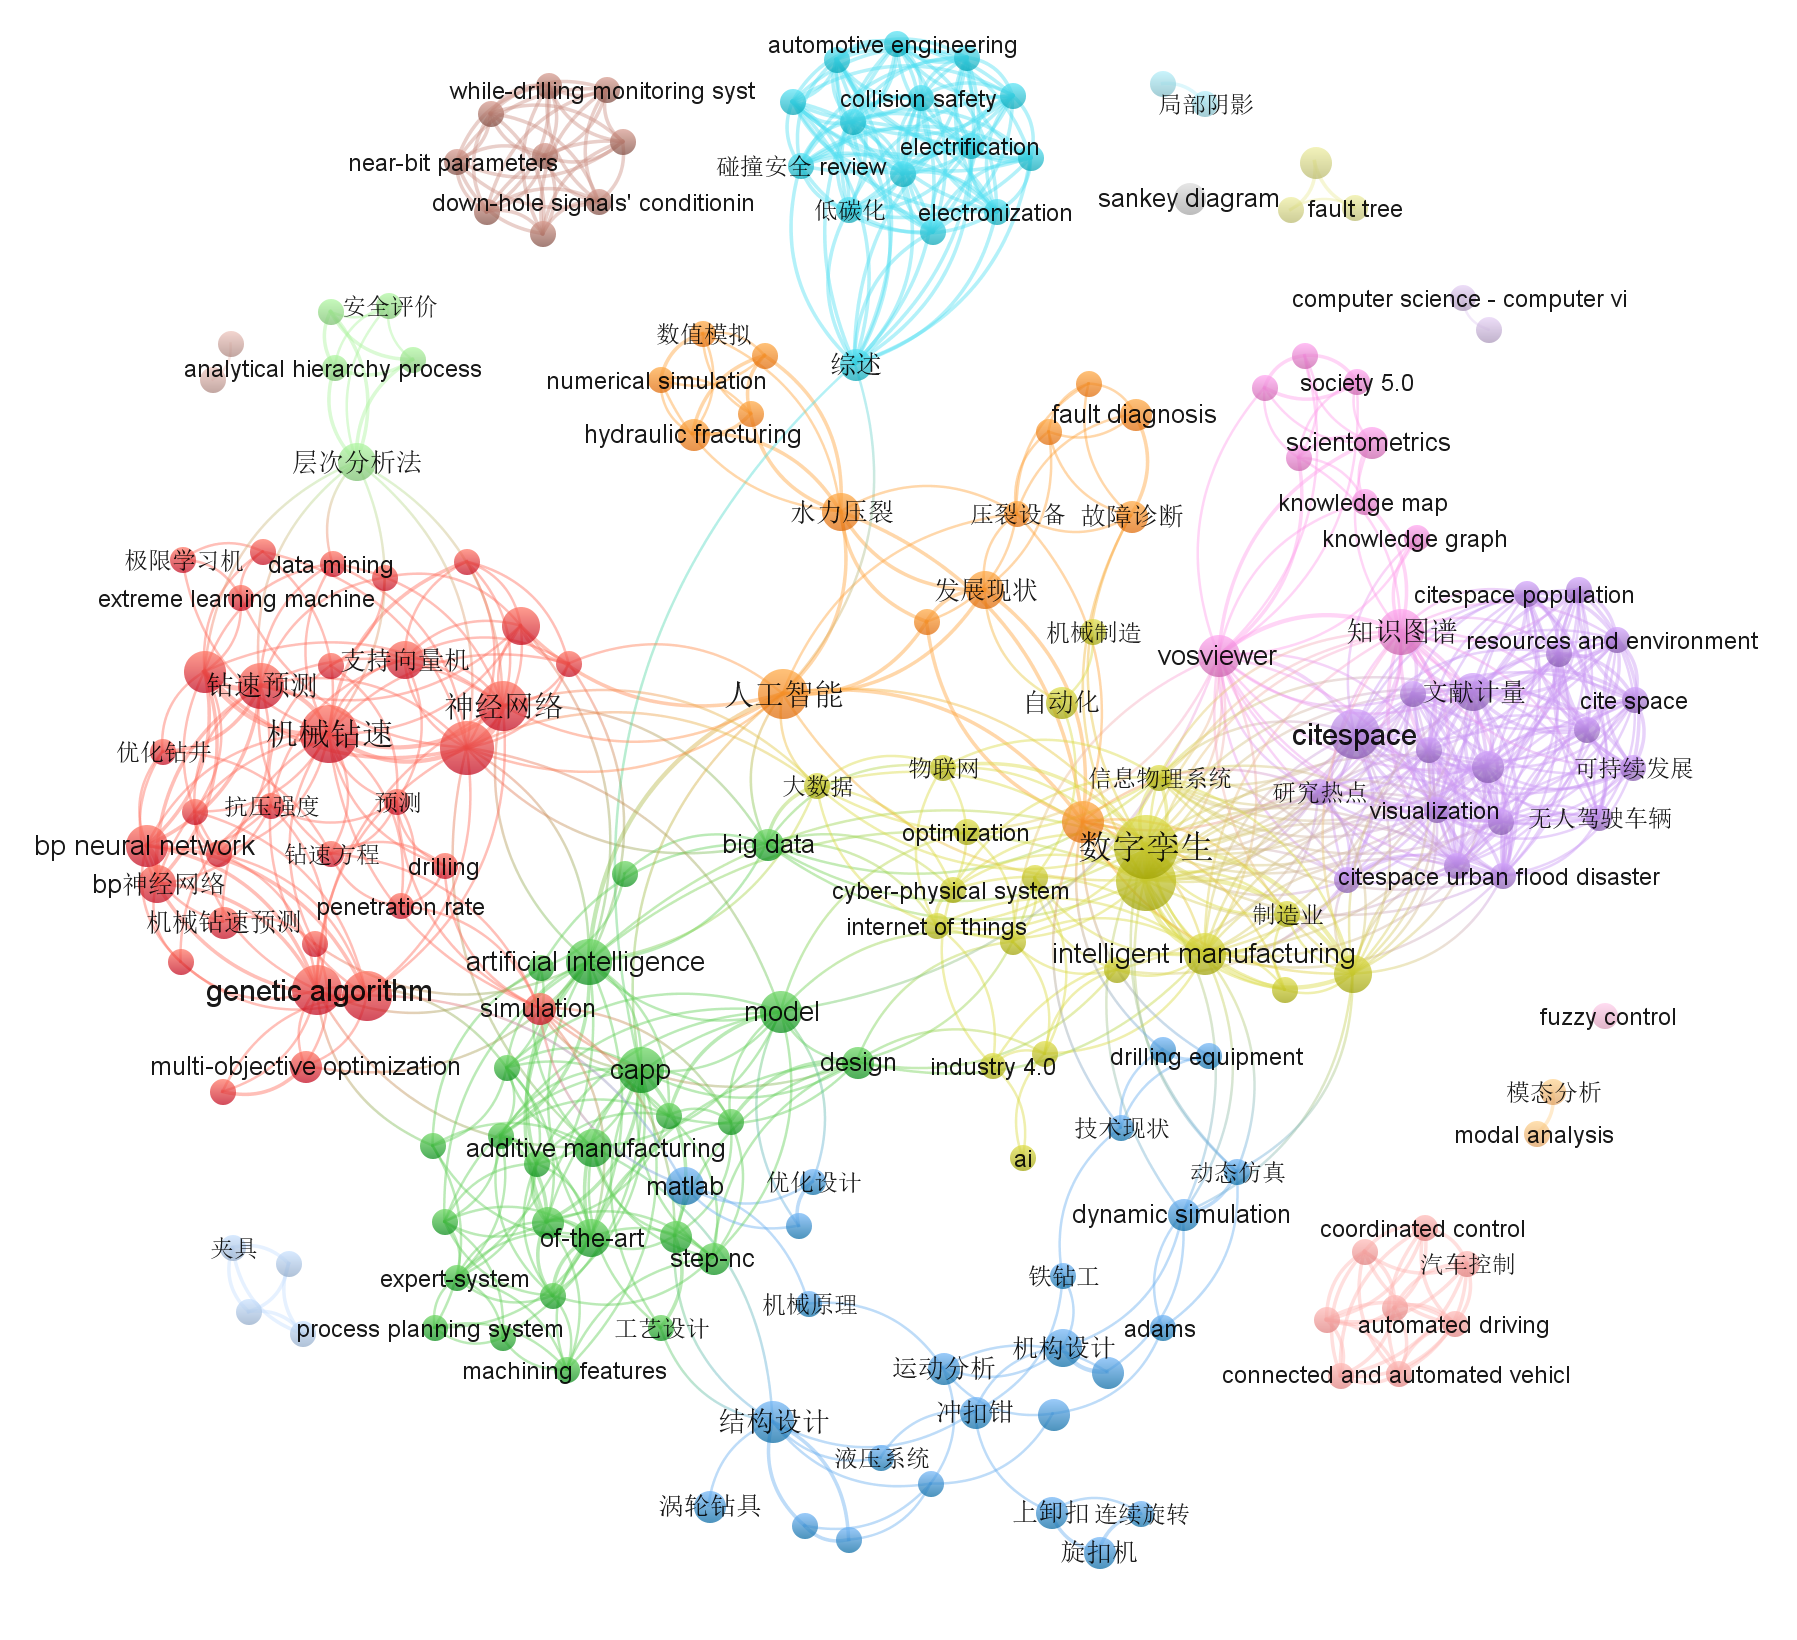 automotive engineering
while-drilling monitoring syst
collision safety
局部阴影
electrification
near-bit parameters
碰撞安全
review
sankey diagram
down-hole signals' conditionin
低碳化
electronization
fault tree
安全评价
computer science - computer vi
数值模拟
analytical hierarchy process
综述
numerical simulation
society 5.0
fault diagnosis
hydraulic fracturing
scientometrics
层次分析法
knowledge map
水力压裂
压裂设备
故障诊断
knowledge graph
极限学习机
data mining
发展现状
citespace population
extreme learning machine
机械制造
知识图谱
resources and environment
支持向量机
vosviewer
钻速预测
神经网络
人工智能
自动化
文献计量
cite space
机械钻速
citespace
优化钻井
物联网
信息物理系统
可持续发展
大数据
研究热点
抗压强度
预测
visualization
无人驾驶车辆
bp neural network
big data
optimization
数字孪生
钻速方程
drilling
citespace urban flood disaster
bp神经网络
cyber-physical system
penetration rate
制造业
机械钻速预测
internet of things
artificial intelligence
intelligent manufacturing
genetic algorithm
simulation
model
fuzzy control
multi-objective optimization
capp
design
industry 4.0
drilling equipment
模态分析
技术现状
modal analysis
additive manufacturing
ai
matlab
优化设计
动态仿真
dynamic simulation
coordinated control
夹具
of-the-art
step-nc
汽车控制
expert-system
铁钻工
机械原理
process planning system
工艺设计
adams
automated driving
机构设计
machining features
运动分析
connected and automated vehicl
结构设计
冲扣钳
液压系统
涡轮钻具
上卸扣
连续旋转
旋扣机